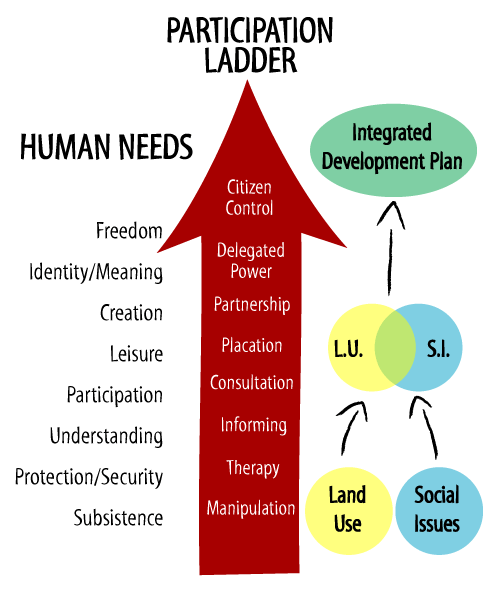 PARTICIPATION
LADDER
HUMAN NEEDS
Freedom
Identity/Meaning
Creation
Leisure
Participation
Understanding
Protection/Security
Subsistence
Citizen
Control
Delegated
Power
Partnership
Placation
Consultation
Informing
Therapy
Manipulation
Integrated
Development Plan
L.U.
S.I.
Land
Use
Social
Issues